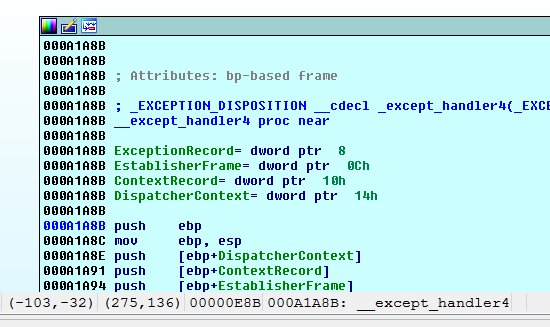 000A1A8B
000A1A8B
000A1A8B ; Attributes: bp-based frame
000A1A8B
000A1A8B ; _EXCEPTION_DISPOSITION __cdecl _except_handler4(_EXC
000A1A8B __except_handler4 proc near
000A1A8B
000A1A8B ExceptionRecord= dword ptr  8
000A1A8B EstablisherFrame= dword ptr  0Ch
000A1A8B ContextRecord= dword ptr  10h
000A1A8B DispatcherContext= dword ptr  14h
000A1A8B
000A1A8B push    ebp
000A1A8C mov     ebp, esp
000A1A8E push    [ebp+DispatcherContext]
000A1A91 push    [ebp+ContextRecord]
000A1A94 push    [ebp+EstablisherFrame]
(-103,-32) (275,136) 00000E8B 000A1A8B: __except_handler4